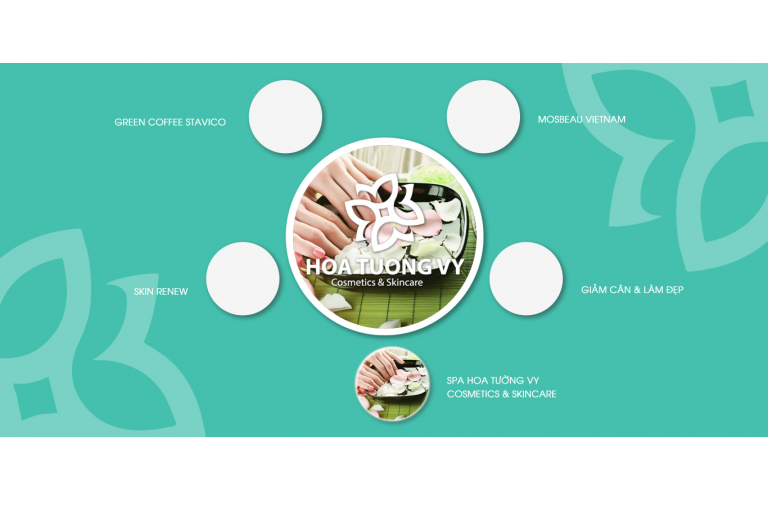 GREEN COFFEE STAVICO
MOSBEAU VIETNAM
HOA TUONG VY
Cosmetics & Skincare
SKIN RENEW
GIẢM CÂN & LÀM ĐẸP
SPA HOA TƯỜNG VY
COSMETICS & SKINCARE